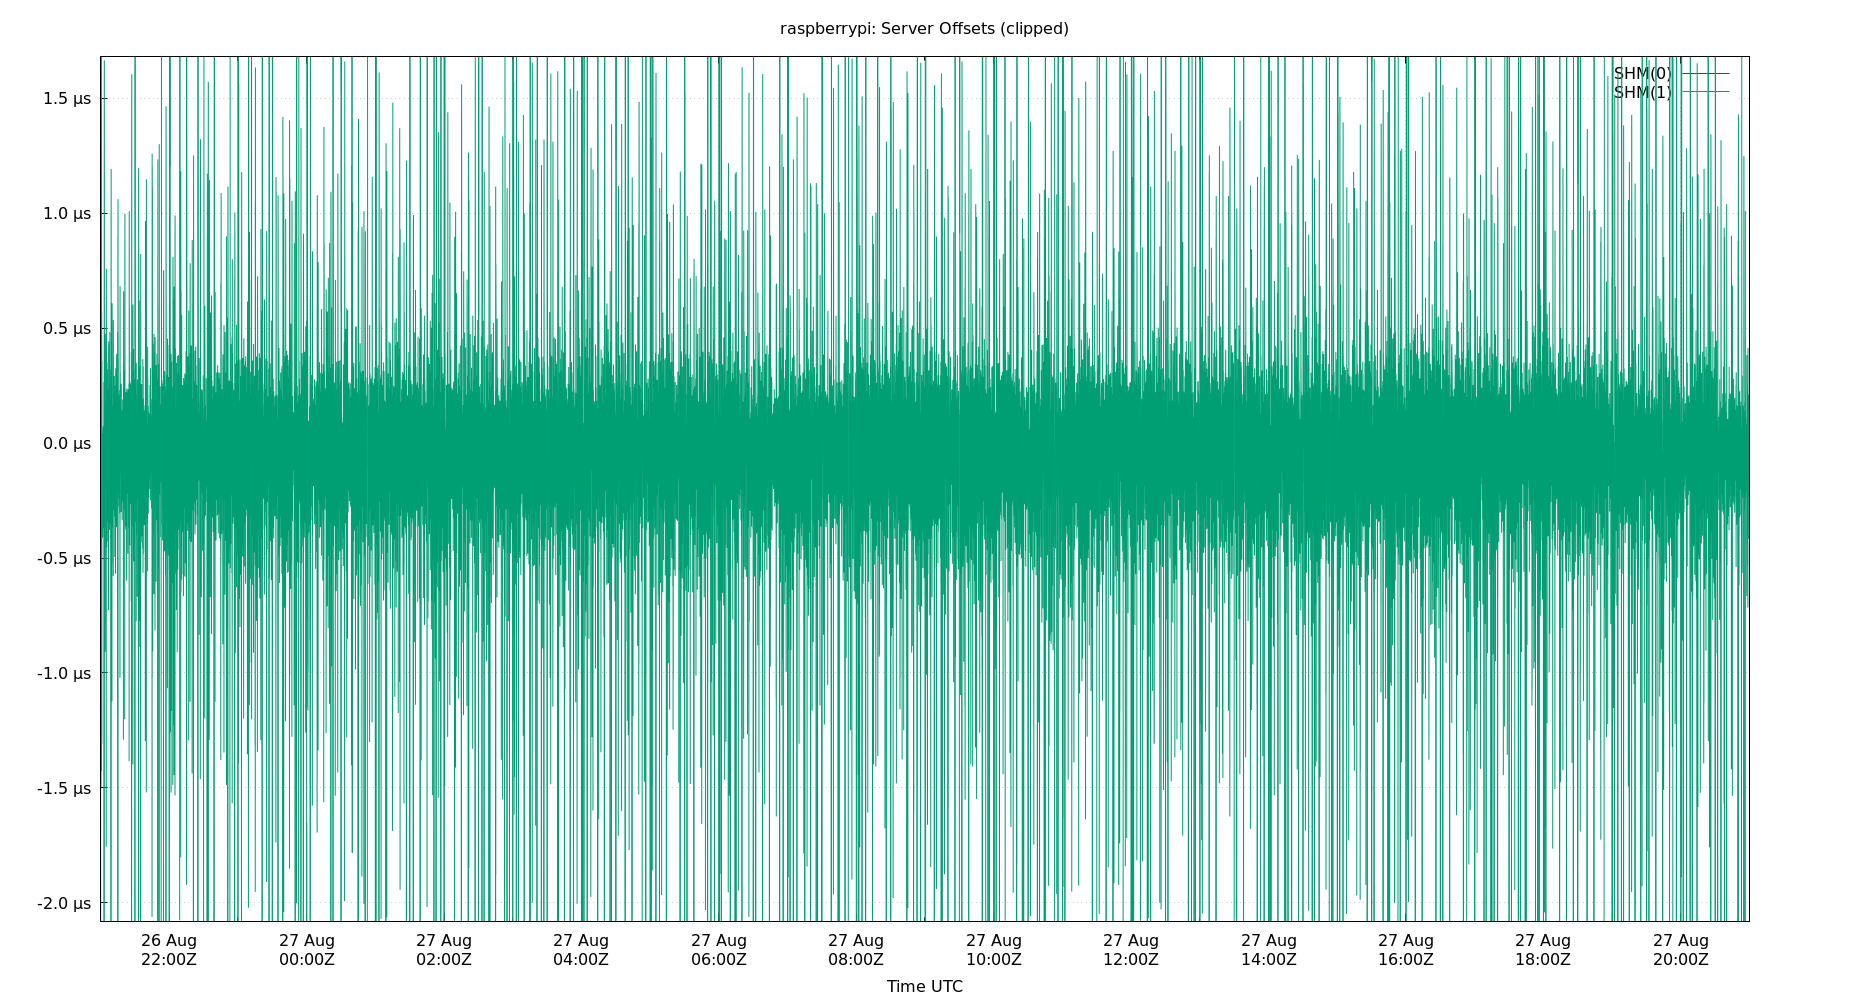 raspberrypi: Server Offsets (clipped)
SHM(0)
SHM(1)
1.5 µs
1.0 µs
0.5 µs
0.0 µs
-0.5 µs
-1.0 µs
-1.5 µs
-2.0 µs
26 Aug 27 Aug 27 Aug 27 Aug 27 Aug 27 Aug 27 Aug 27 Aug 27 Aug 27 Aug 27 Aug 27 Aug
22:00Z 00:00Z 02:00Z 04:00Z 06:00Z 08:00Z 10:00Z 12:00Z 14:00Z 16:00Z 18:00Z 20:00Z
Time UTC